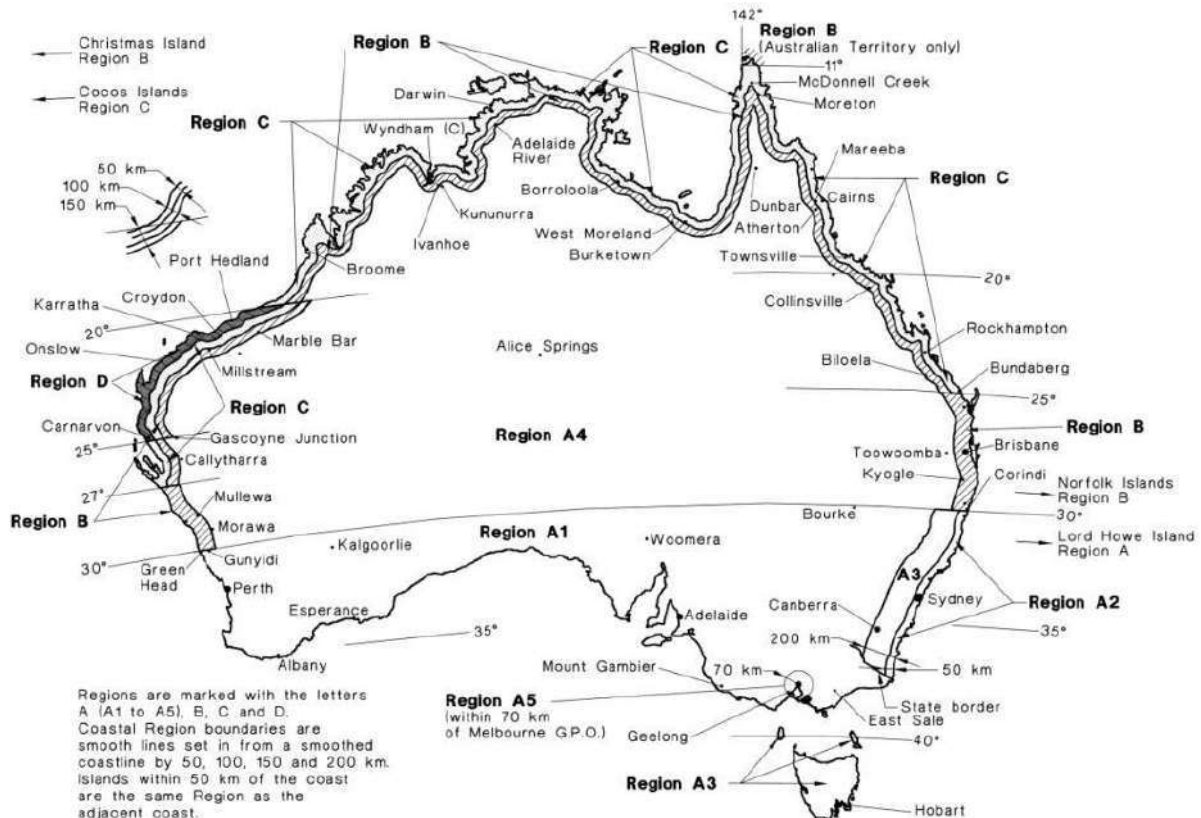 142°
Region B
(Australian Territory only)
11°
Region B
Region C
Christmas Island
Region B
Cocos Islands
Region C
McDonnell Creek
Moreton
Darwin
Region C
Wyndham (C)
Adelaide
River
Mareeba
50 km
100 km
150 km
Borroloola
Region C
Cairns
Kununurra
Dunbar
Atherton
Ivanhoe
West Moreland
Burketown
Townsville
Port Hedland
Broome
20°
Croydon
Collinsville
Karratha
20°
Marble Bar
Rockhampton
Onslow
Alice Springs
Millstream
Biloela
Bundaberg
Region D
Region C
25°
Carnarvon
Gascoyne Junction
Region A4
Region B
25°
Callytharra
Toowoomba
Brisbane
Kyogle
Corindi
27°
Norfolk Islands
Region B
Mullewa
Region B
Morawa
Bourke
30°
Region A1
Lord Howe Island
Region A
Kalgoorlie
Woomera
30°
Gunyidi
Green
Head
A3
Perth
Sydney
Region A2
Esperance
Adelaide
Canberra
35°
35°
200 km
Albany
Mount Gambier
70 km
50 km
Regions are marked with the letters
A (A1 to A5), B, C and D.
Coastal Region boundaries are
smooth lines set in from a smoothed
coastline by 50, 100, 150 and 200 km.
Islands within 50 km of the coast
are the same Region as the
adjacent coast.
Region A5
(within 70 km
of Melbourne G.P.O.)
State border
East Sale
Geelong
40°
Region A3
Hobart